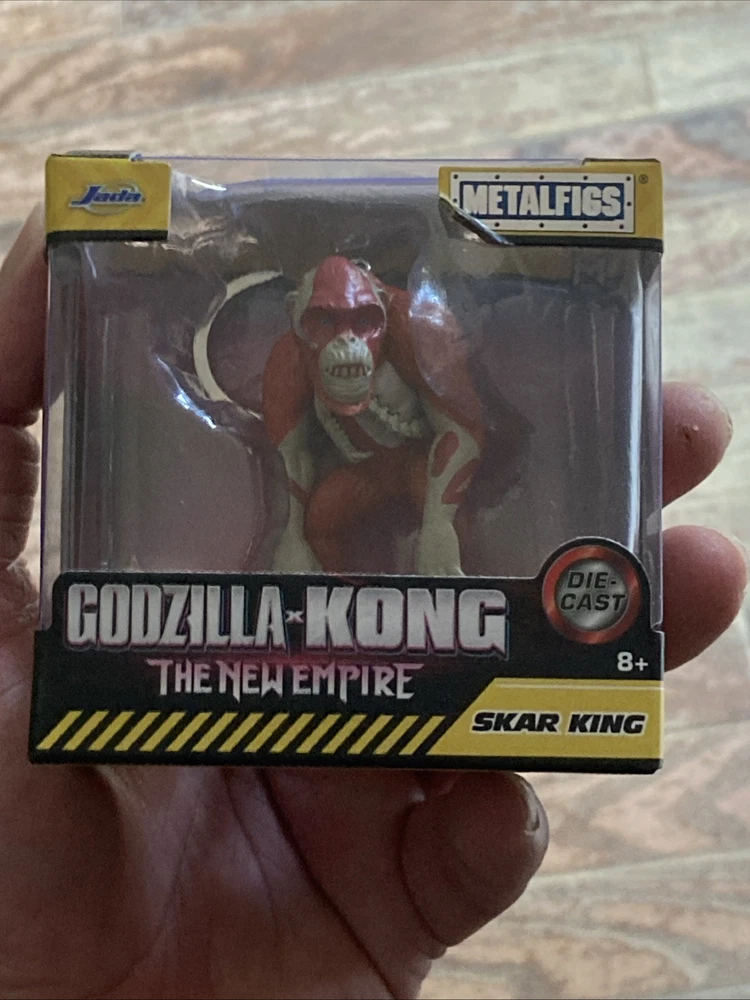 Jada
METALFIGS®
GODZILLA x KONG
THE NEW EMPIRE
DIE-
CAST
8+
SKAR KING